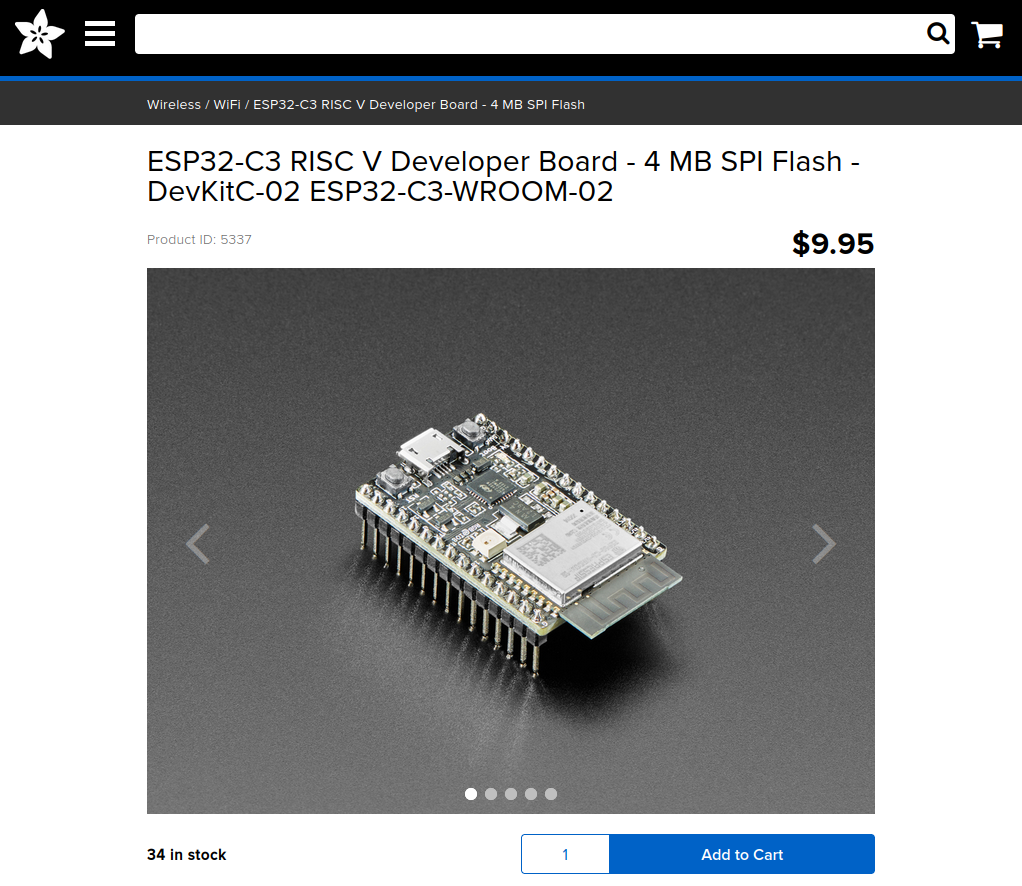 Wireless / WiFi / ESP32-C3 RISC V Developer Board - 4 MB SPI Flash
ESP32-C3 RISC V Developer Board - 4 MB SPI Flash -
DevKitC-02 ESP32-C3-WROOM-02
Product ID: 5337
$9.95
34 in stock
1
Add to Cart